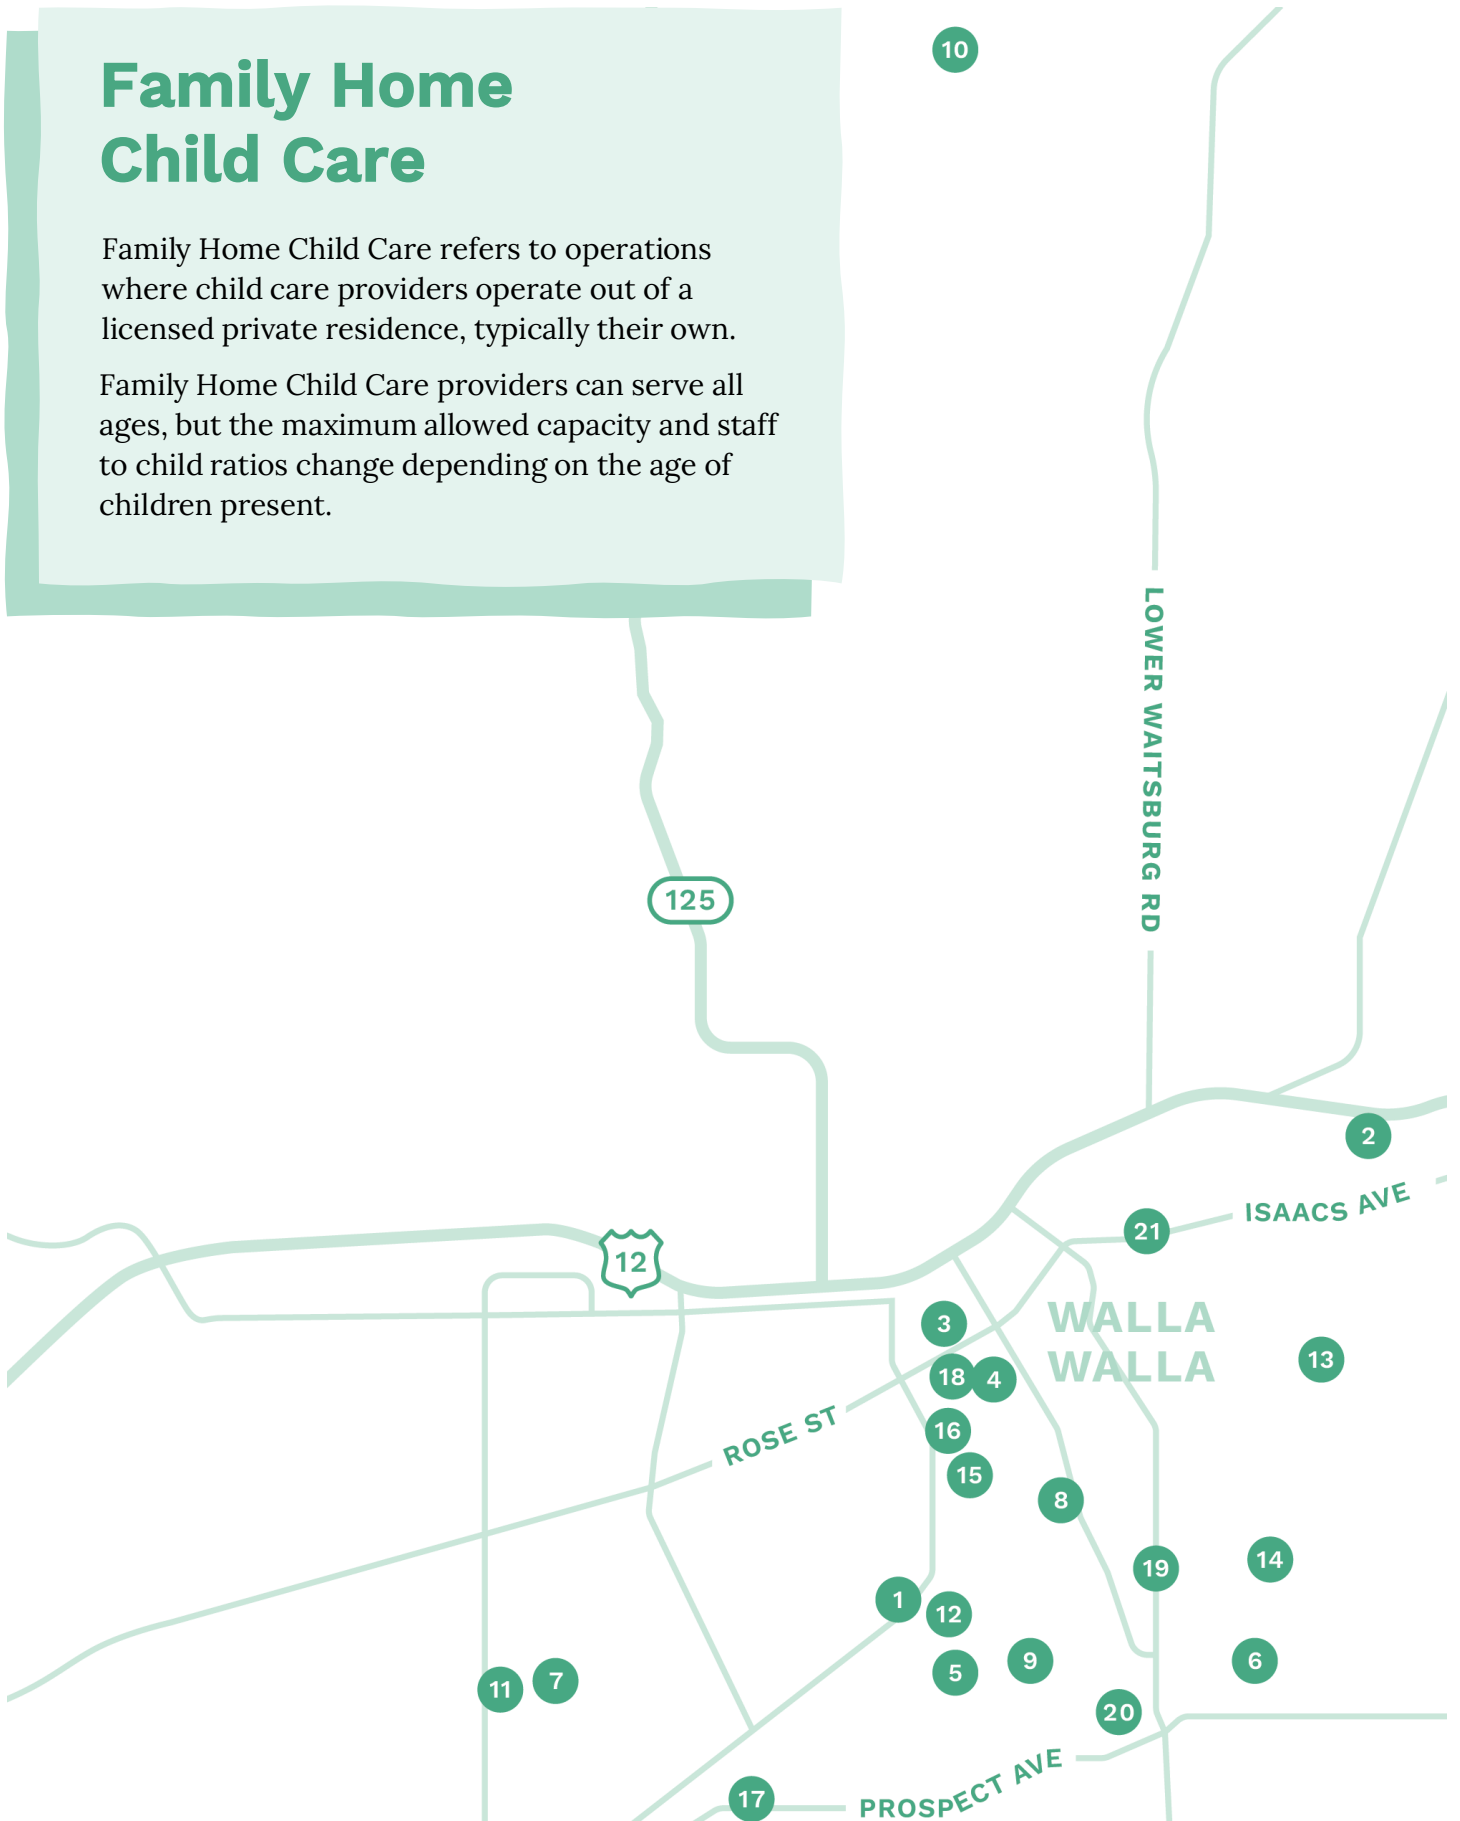 10
Family Home
Child Care
Family Home Child Care refers to operations
where child care providers operate out of a
licensed private residence, typically their own.
Family Home Child Care providers can serve all
ages, but the maximum allowed capacity and staff
to child ratios change depending on the age of
children present.
LOWER WAITSBURG RD
125
2
ISAACS AVE
21
12
WALLA
WALLA
3
13
18
4
ROSE ST
16
15
8
14
19
1
12
9
6
5
7
11
20
PROSPECT AVE
17